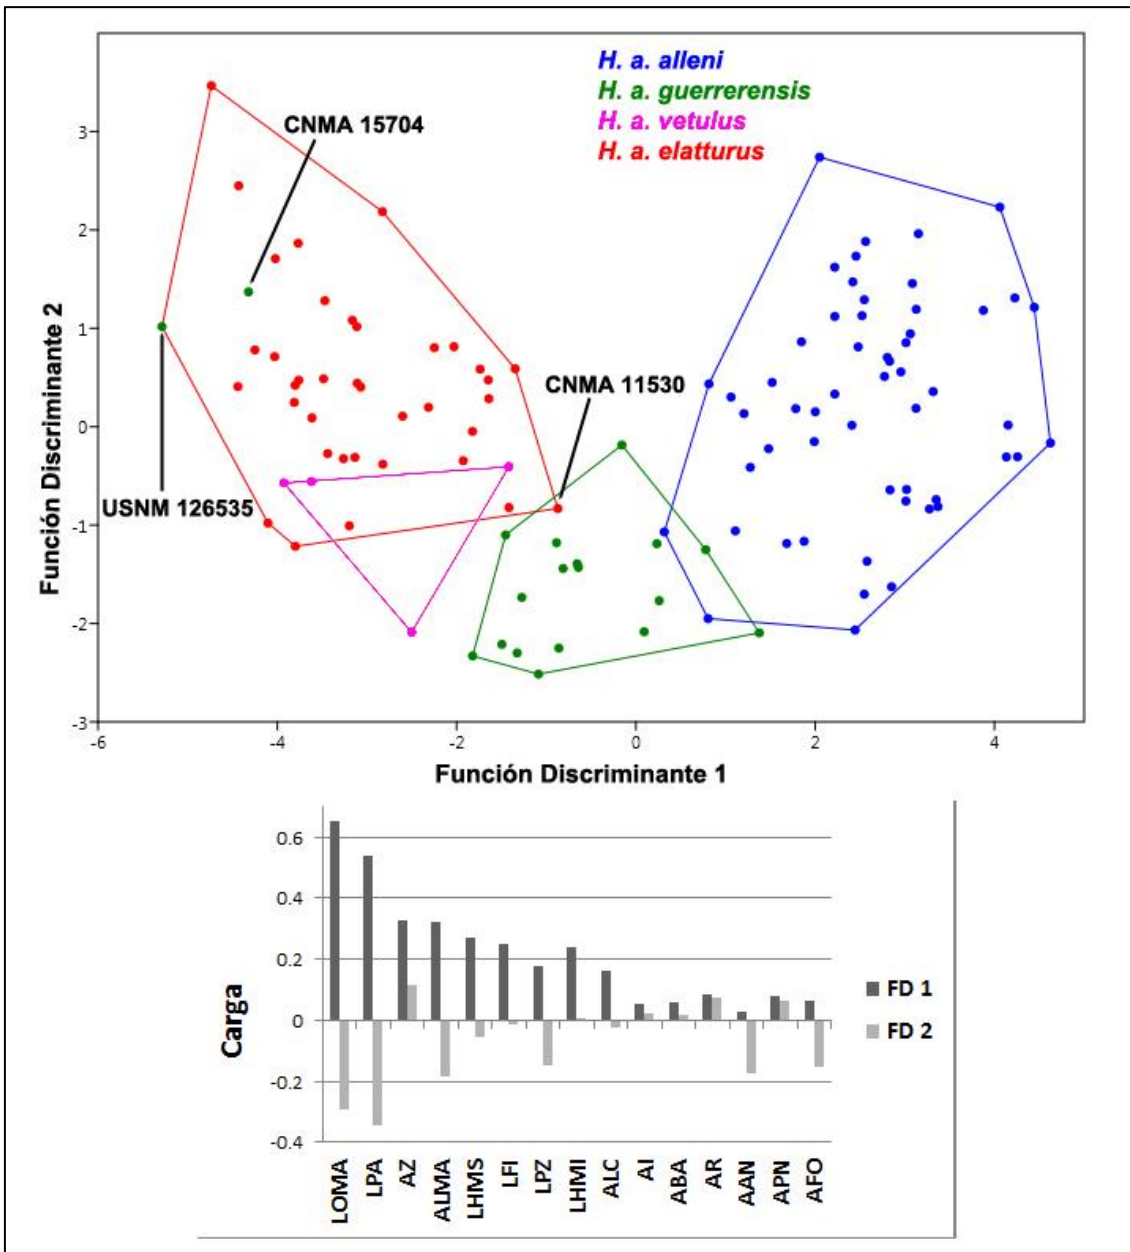 H. a. alleni
H. a. guerrerensis
H. a. vetulus
H. a. elatturus
CNMA 15704
CNMA 11530
USNM 126535
Función Discriminante 2
3
2
1
0
-1
-2
-3
-6
-4
-2
0
2
4
Función Discriminante 1
Carga
0.6
0.4
0.2
0
-0.2
-0.4
FD 1
FD 2
LOMA
LPA
AZ
ALMA
LHMS
LFI
LPZ
LHMI
ALC
AI
ABA
AR
AAN
APN
AFO